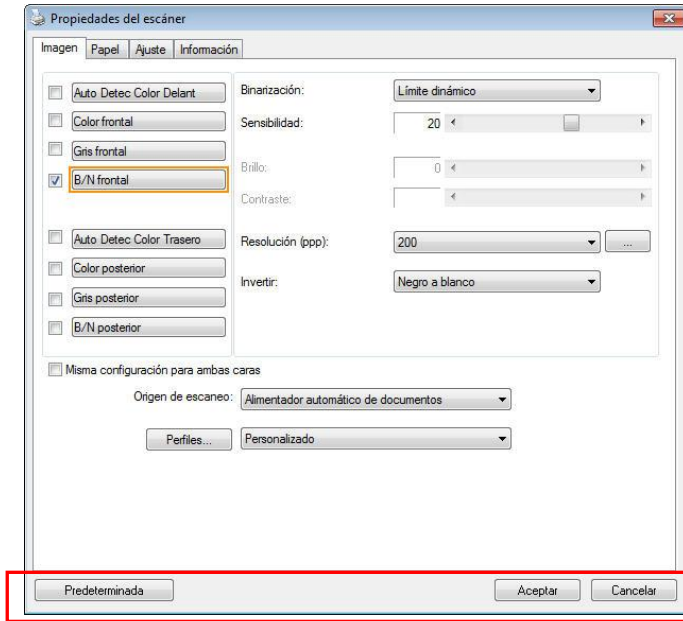 Propiedades del escáner
Imagen Papel Ajuste Información
Auto Detec Color Delant
Color frontal
Gris frontal
B/N frontal
Auto Detec Color Trasero
Color posterior
Gris posterior
B/N posterior
Binarización: Límite dinámico
Sensibilidad: 20
Brillo: 0
Contraste:
Resolución (ppp): 200 ...
Invertir: Negro a blanco
Misma configuración para ambas caras
Origen de escaneo: Alimentador automático de documentos
Perfiles... Personalizado
Predeterminada Aceptar Cancelar